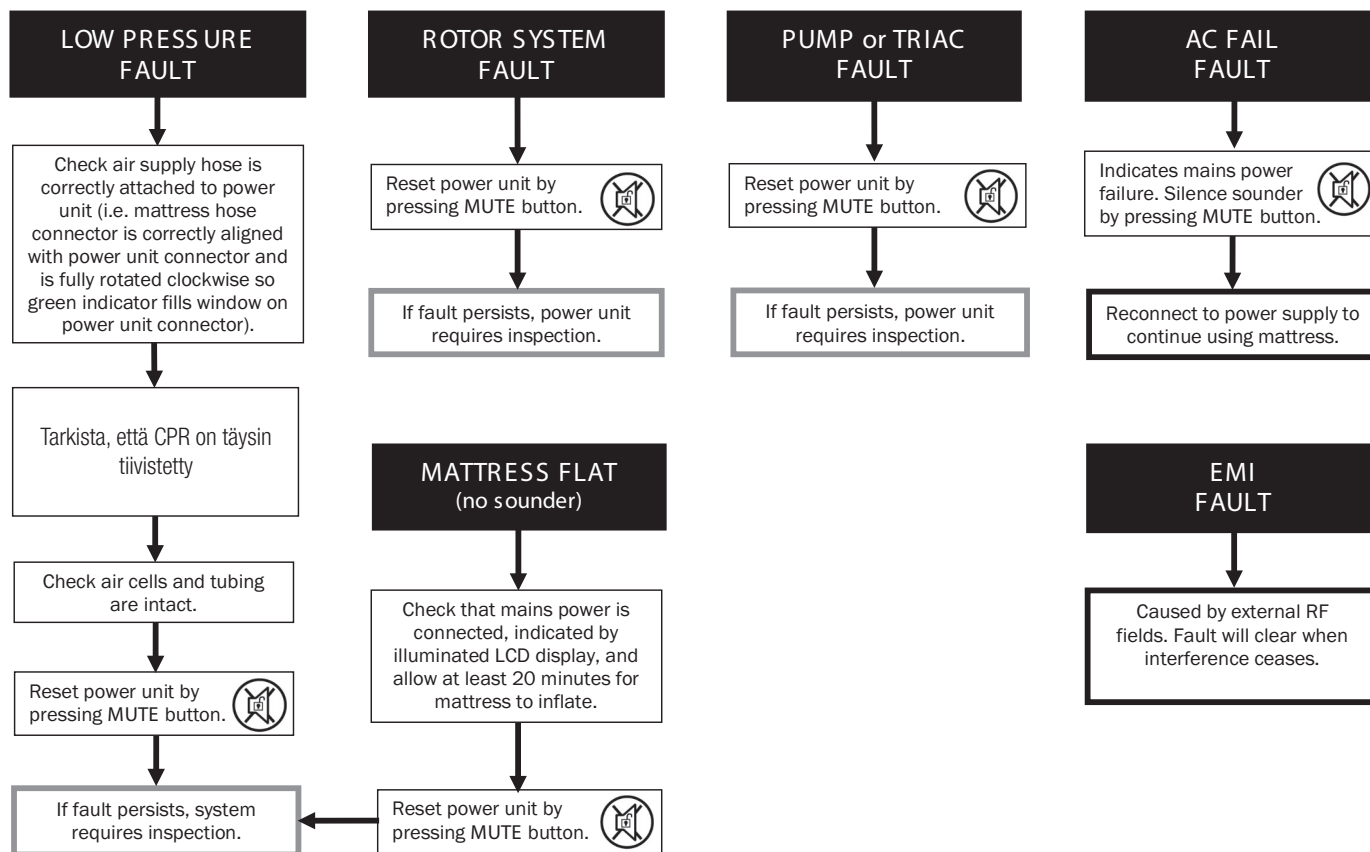 LOW PRESSURE
FAULT
Check air supply hose is
correctly attached to power
unit (i.e. mattress hose
connector is correctly aligned
with power unit connector and
is fully rotated clockwise so
green indicator fills window on
power unit connector).
Tarkista, että CPR on täysin
tiivistetty
Check air cells and tubing
are intact.
Reset power unit by
pressing MUTE button.
If fault persists, system
requires inspection.
ROTOR SYSTEM
FAULT
Reset power unit by
pressing MUTE button.
If fault persists, power unit
requires inspection.
MATTRESS FLAT
(no sounder)
Check that mains power is
connected, indicated by
illuminated LCD display, and
allow at least 20 minutes for
mattress to inflate.
Reset power unit by
pressing MUTE button.
PUMP or TRIAC
FAULT
Reset power unit by
pressing MUTE button.
If fault persists, power unit
requires inspection.
AC FAIL
FAULT
Indicates mains power
failure. Silence sounder
by pressing MUTE button.
Reconnect to power supply to
continue using mattress.
EMI
FAULT
Caused by external RF
fields. Fault will clear when
interference ceases.